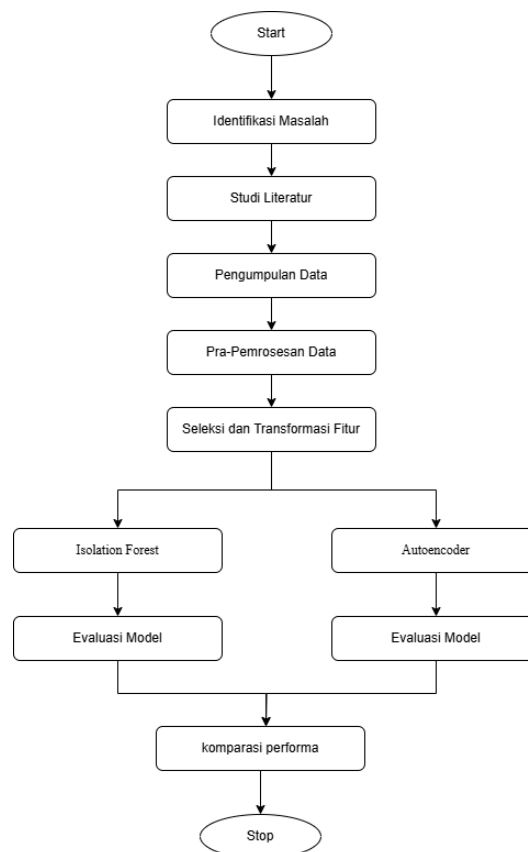 Start
Identifikasi Masalah
Studi Literatur
Pengumpulan Data
Pra-Pemrosesan Data
Seleksi dan Transformasi Fitur
Isolation Forest
Autoencoder
Evaluasi Model
Evaluasi Model
komparasi performa
Stop